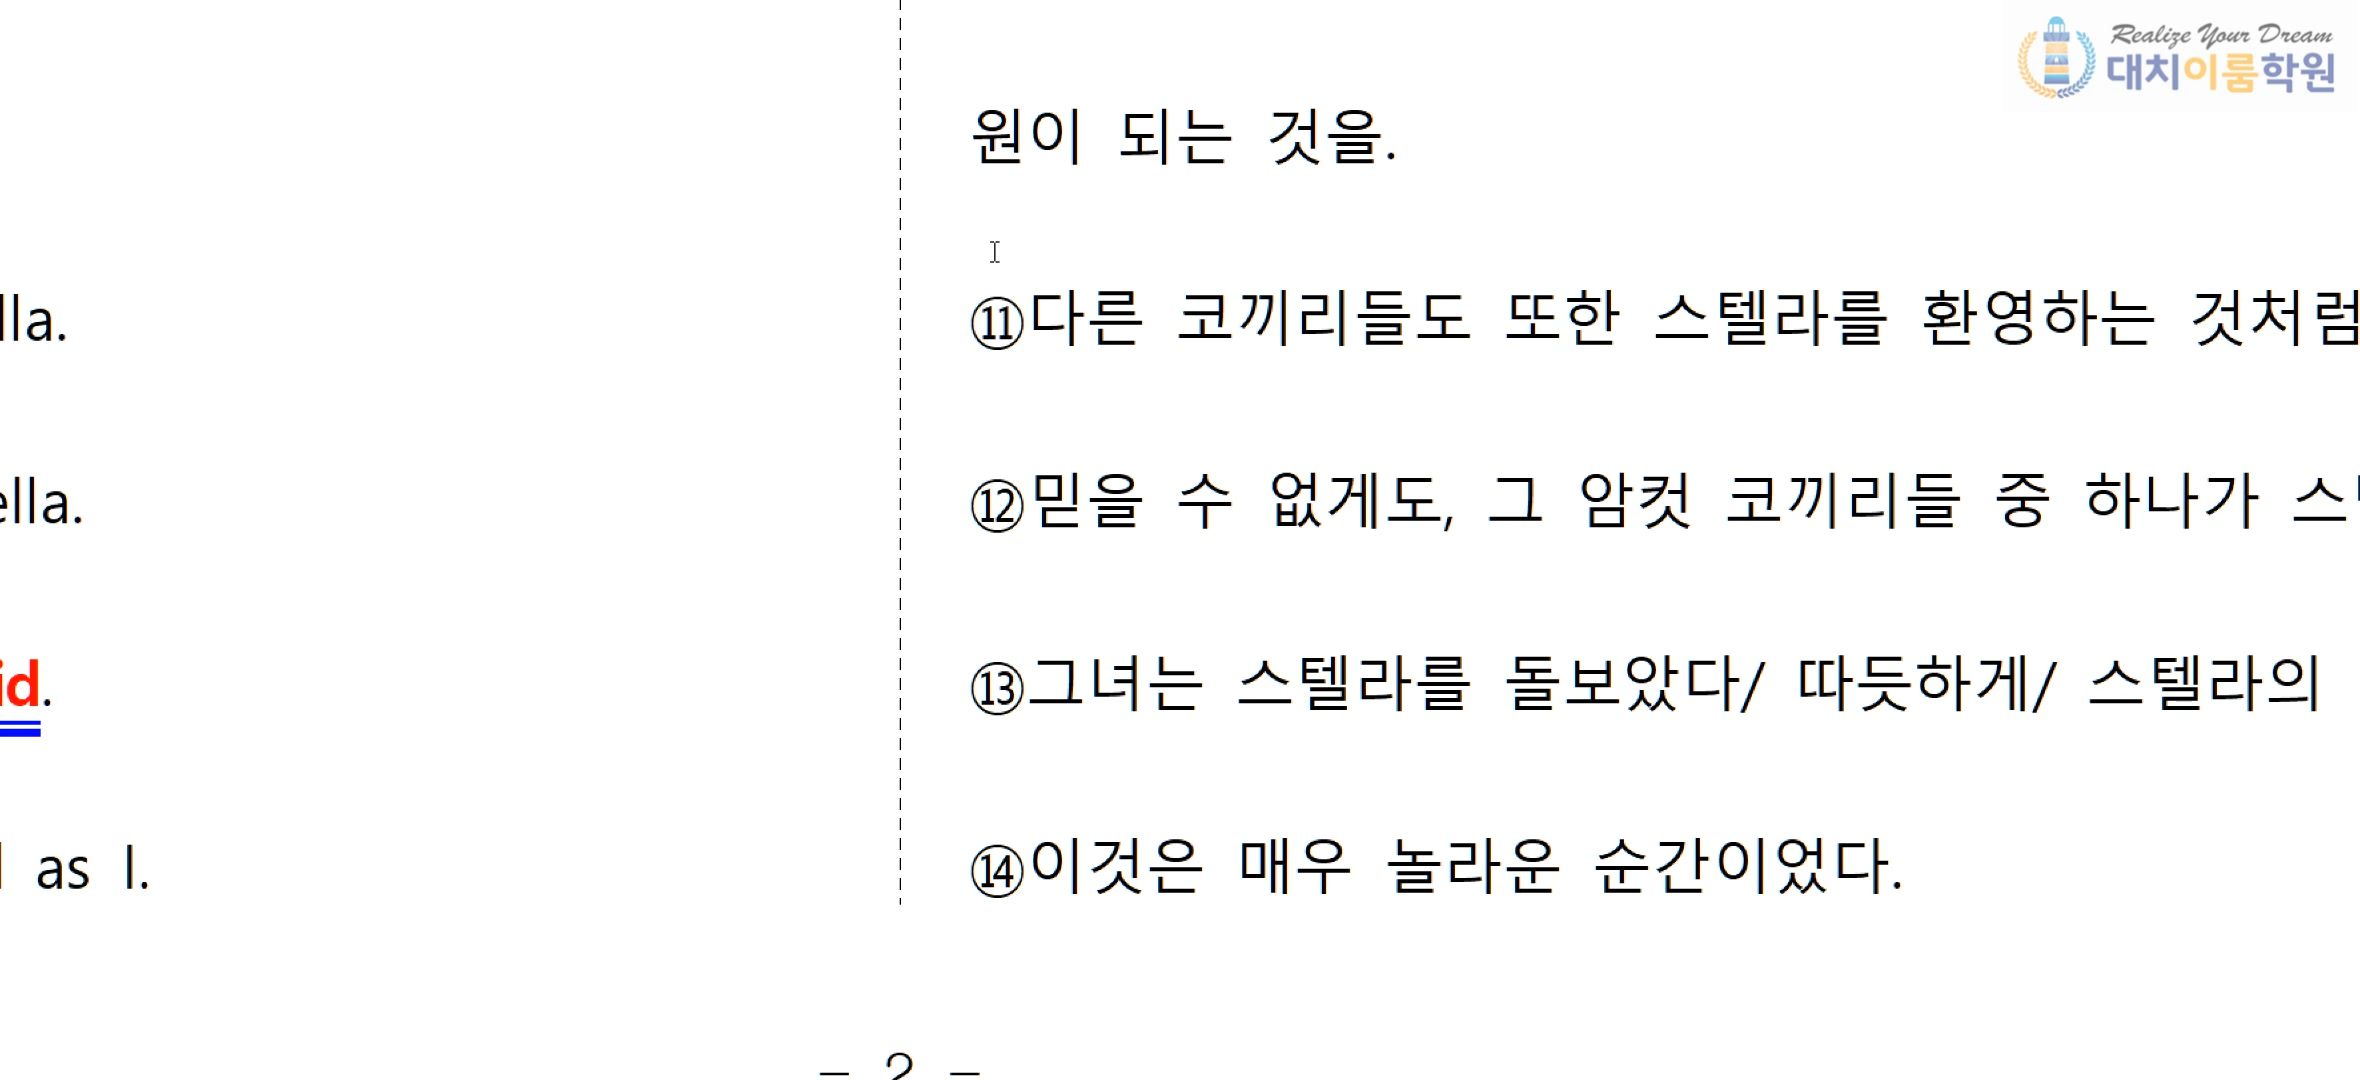 Realize Your Dream
대치이룸학원
lla.
ella.
id.
as I.
원이 되는 것을.
⑪다른 코끼리들도 또한 스텔라를 환영하는 것처럼
⑫믿을 수 없게도, 그 암컷 코끼리들 중 하나가
⑬그녀는 스텔라를 돌보았다/ 따듯하게/ 스텔라의
⑭이것은 매우 놀라운 순간이었다.
- 2 -